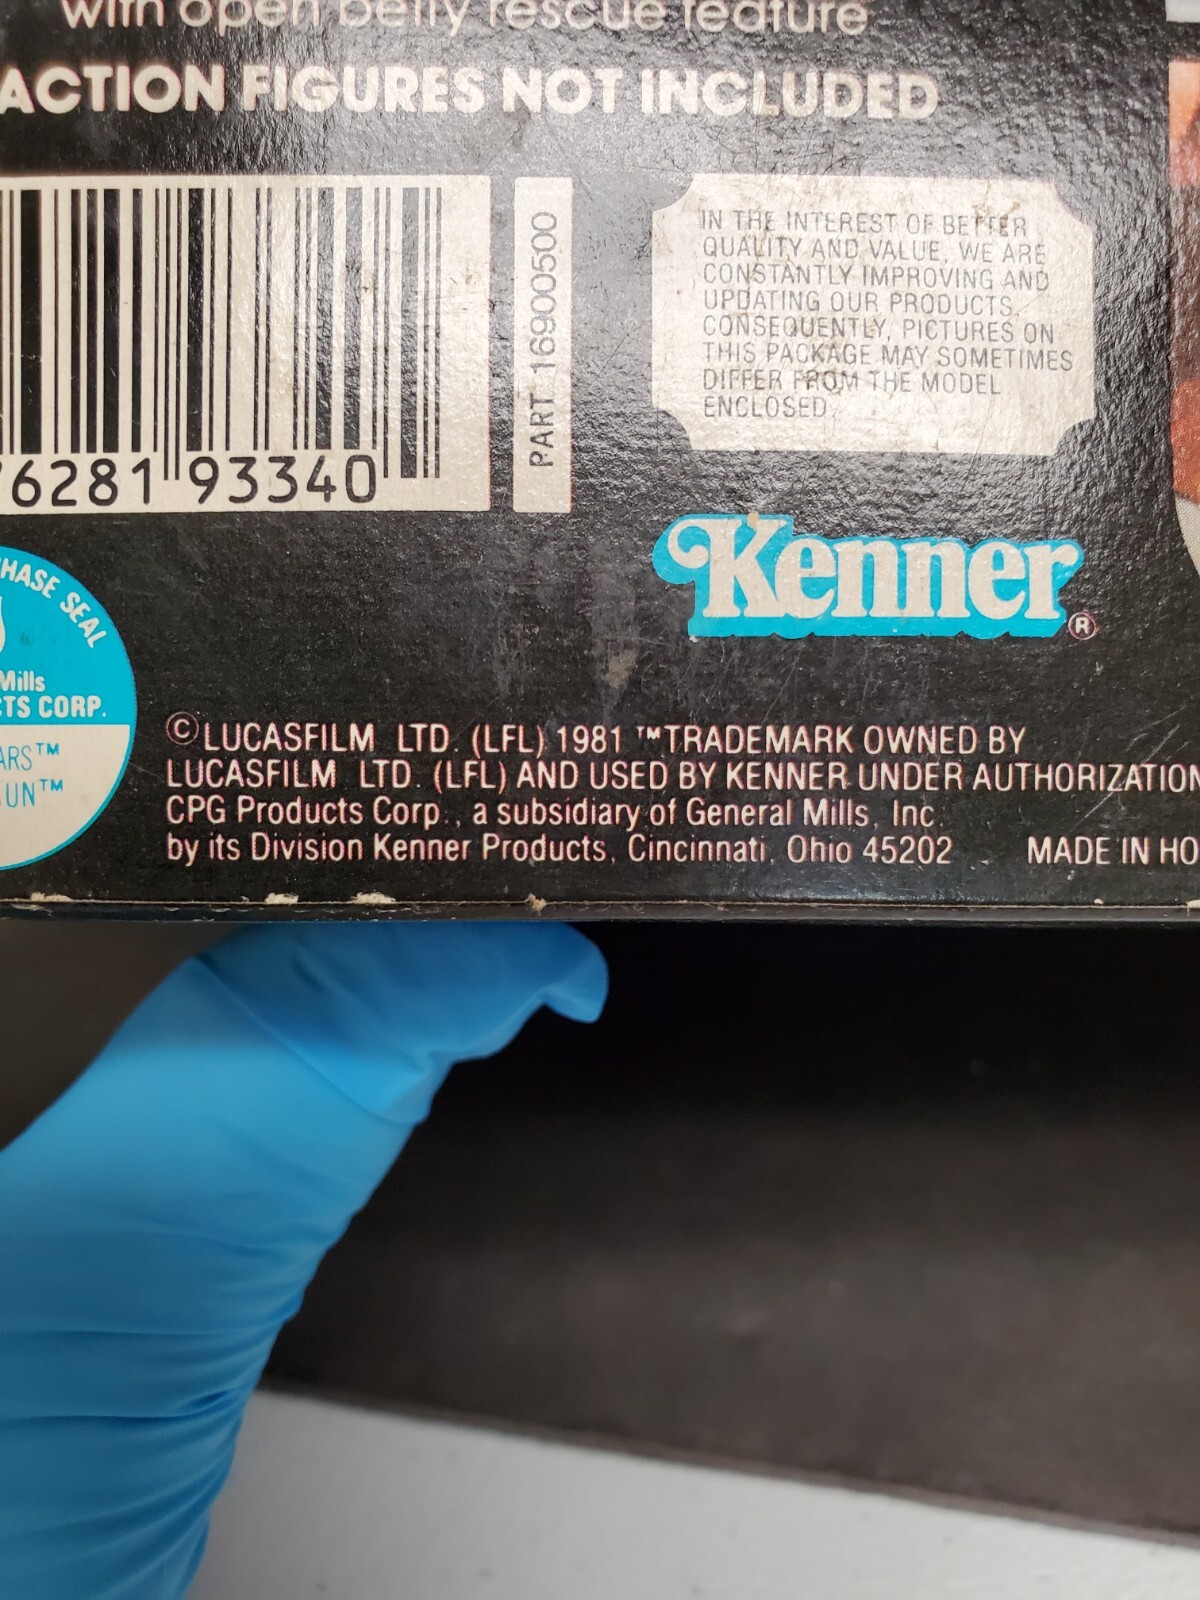 with open belly rescue feature
ACTION FIGURES NOT INCLUDED
76281 93340
PART 16900500
IN THE INTEREST OF BETTER
QUALITY AND VALUE, WE ARE
CONSTANTLY IMPROVING AND
UPDATING OUR PRODUCTS.
CONSEQUENTLY, PICTURES ON
THIS PACKAGE MAY SOMETIMES
DIFFER FROM THE MODEL
ENCLOSED.
Kenner®
HASE SEAL
Mills
CTS CORP.
ARS™
UN™
©LUCASFILM LTD. (LFL) 1981 ™TRADEMARK OWNED BY
LUCASFILM LTD. (LFL) AND USED BY KENNER UNDER AUTHORIZATION
CPG Products Corp., a subsidiary of General Mills, Inc.
by its Division Kenner Products, Cincinnati, Ohio 45202
MADE IN HO